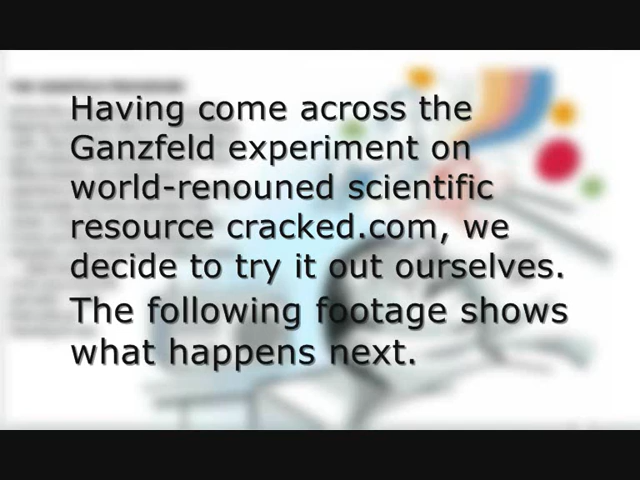 Having come across the
Ganzfeld experiment on
world-renouned scientific
resource cracked.com, we
decide to try it out ourselves.
The following footage shows
what happens next.